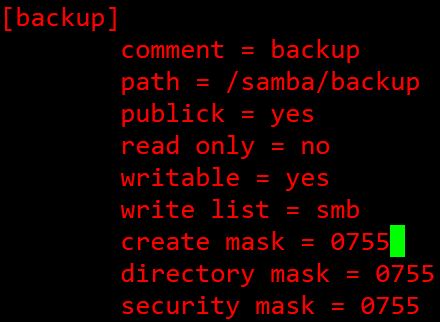 [backup]
comment = backup
path = /samba/backup
publick = yes
read only = no
writable = yes
write list = smb
create mask = 0755
directory mask = 0755
security mask = 0755